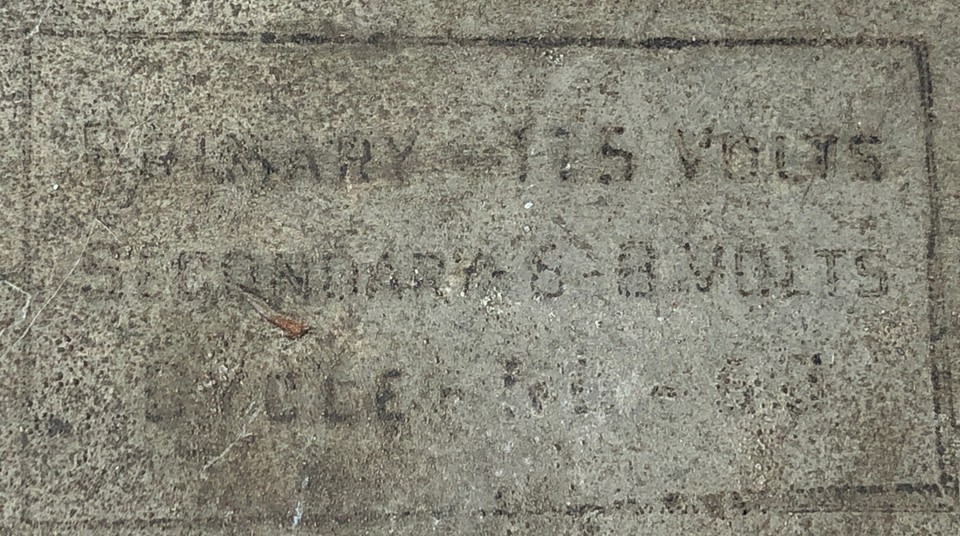 PRIMARY - 115 VOLTS
SECONDARY-6-8 VOLTS
CYCLE -